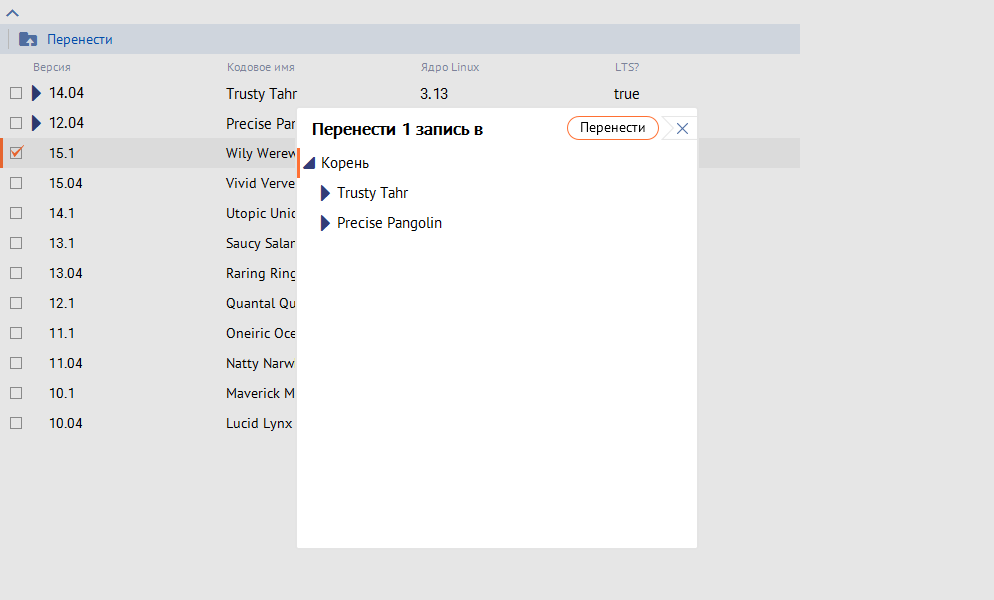 Перенести
Версия Кодовое имя Ядро Linux LTS?
14.04 Trusty Tahr 3.13 true
12.04 Precise Par
15.1 Wily Werew
15.04 Vivid Verve
14.1 Utopic Unic
13.1 Saucy Salar
13.04 Raring Ring
12.1 Quantal Qu
11.1 Oneiric Oce
11.04 Natty Narw
10.1 Maverick M
10.04 Lucid Lynx
Перенести 1 запись в Перенести
Корень
Trusty Tahr
Precise Pangolin